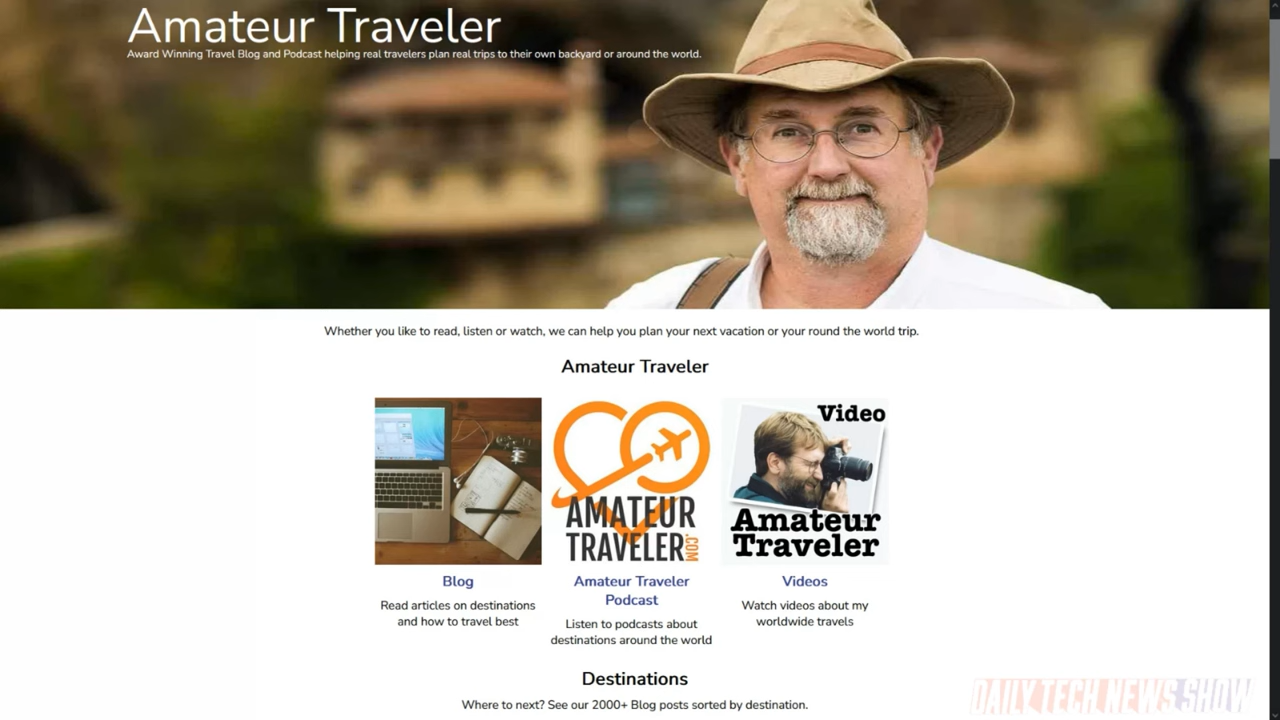 Amateur Traveler
Award Winning Travel Blog and Podcast helping real travelers plan real trips to their own backyard or around the world.
Whether you like to read, listen or watch, we can help you plan your next vacation or your round the world trip.
Amateur Traveler
AMATEUR
TRAVELER
.COM
Video
Amateur
Traveler
Blog
Read articles on destinations
and how to travel best
Amateur Traveler
Podcast
Listen to podcasts about
destinations around the world
Videos
Watch videos about my
worldwide travels
Destinations
Where to next? See our 2000+ Blog posts sorted by destination.
DAILY TECH NEWS SHOW